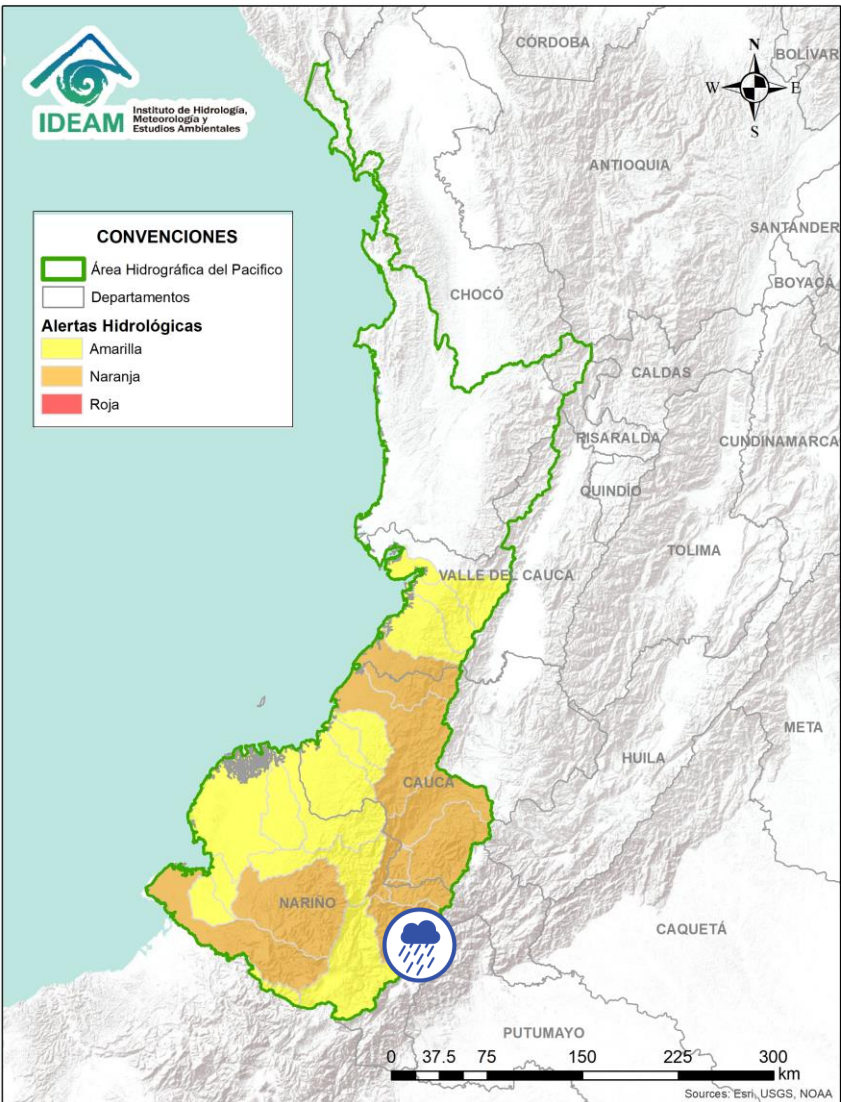 IDEAM
Instituto de Hidrología,
Meteorología y
Estudios Ambientales
N
W
E
S
CÓRDOBA
BOLÍVAR
ANTIOQUIA
SANTANDER
BOYACÁ
CHOCÓ
CALDAS
RISARALDA
CUNDINAMARCA
QUINDÍO
TOLIMA
VALLE DEL CAUCA
META
HUILA
CAUCA
NARIÑO
CAQUETÁ
PUTUMAYO
CONVENCIONES
Área Hidrográfica del Pacifico
Departamentos
Alertas Hidrológicas
Amarilla
Naranja
Roja
0 37.5 75 150 225 300
km
Sources: Esri, USGS, NOAA